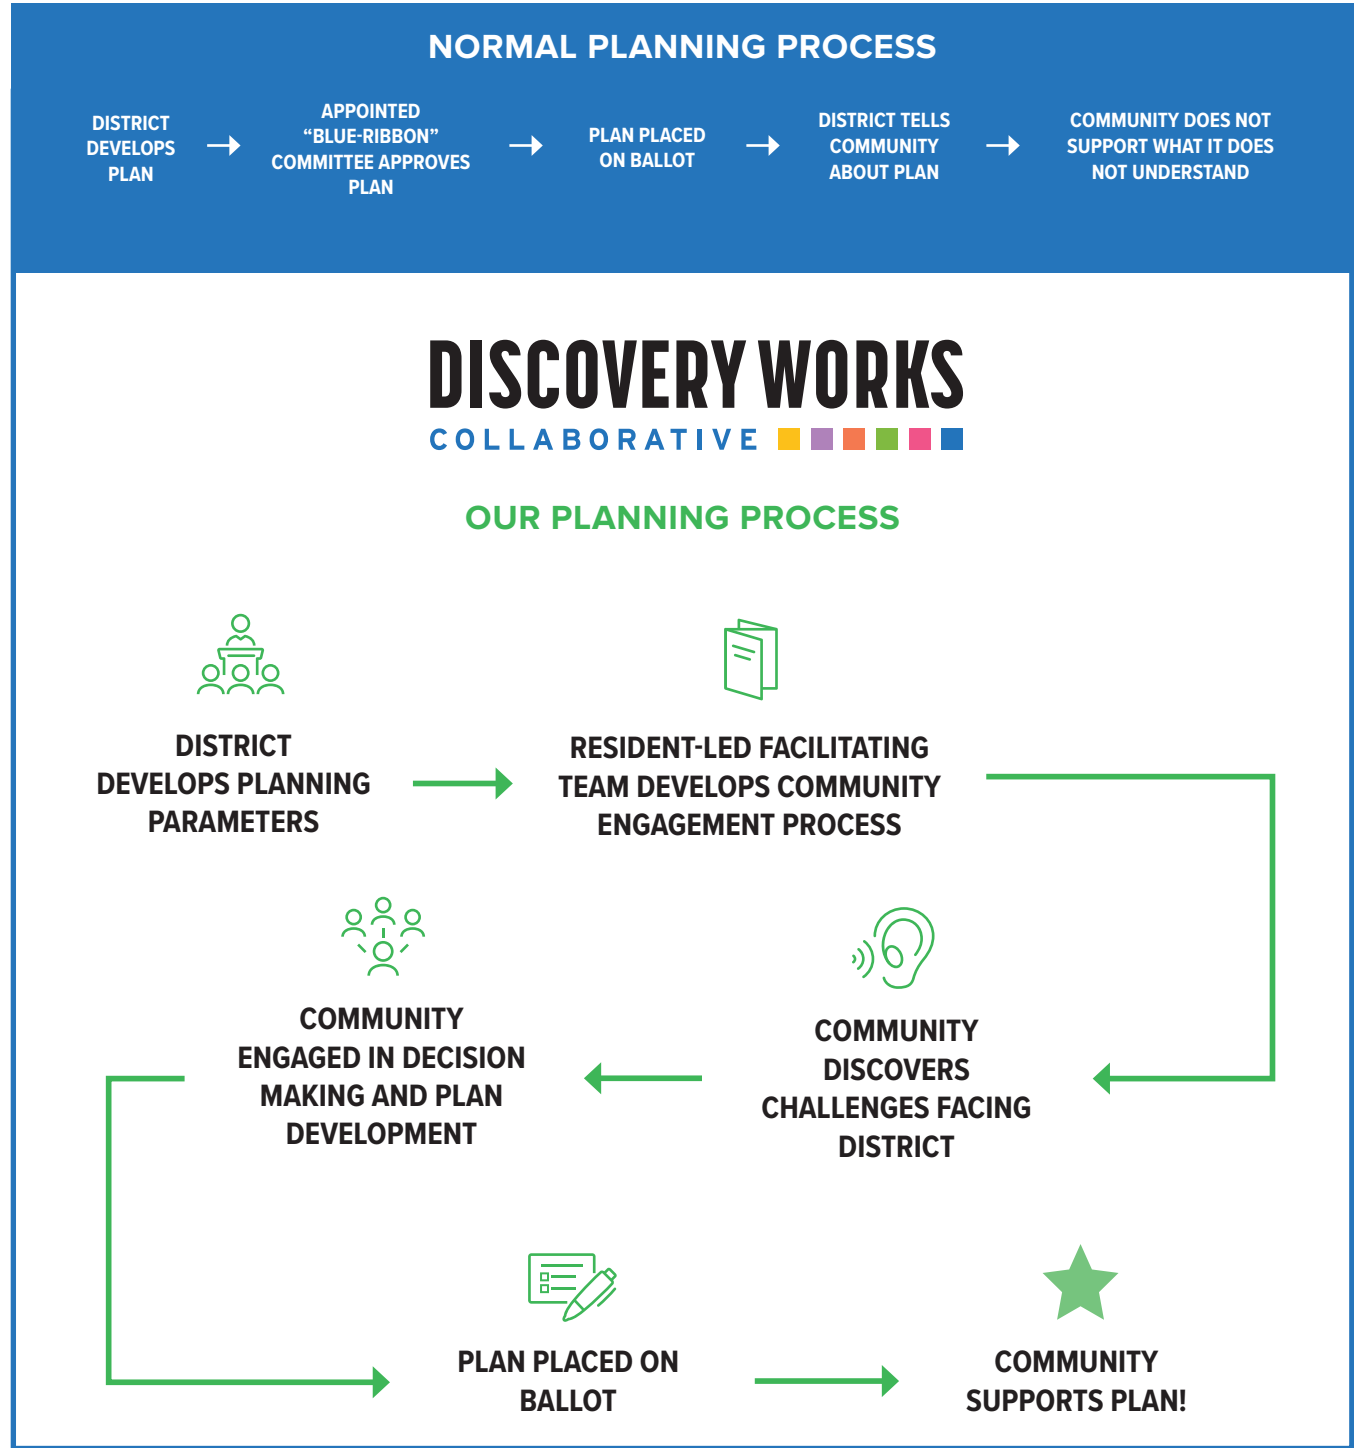 NORMAL PLANNING PROCESS
DISTRICT
DEVELOPS
PLAN
APPOINTED
“BLUE-RIBBON”
COMMITTEE APPROVES
PLAN
PLAN PLACED
ON BALLOT
DISTRICT TELLS
COMMUNITY
ABOUT PLAN
COMMUNITY DOES NOT
SUPPORT WHAT IT DOES
NOT UNDERSTAND
DISCOVERY WORKS
COLLABORATIVE
OUR PLANNING PROCESS
DISTRICT
DEVELOPS PLANNING
PARAMETERS
RESIDENT-LED FACILITATING
TEAM DEVELOPS COMMUNITY
ENGAGEMENT PROCESS
COMMUNITY
DISCOVERS
CHALLENGES FACING
DISTRICT
COMMUNITY
ENGAGED IN DECISION
MAKING AND PLAN
DEVELOPMENT
PLAN PLACED ON
BALLOT
COMMUNITY
SUPPORTS PLAN!